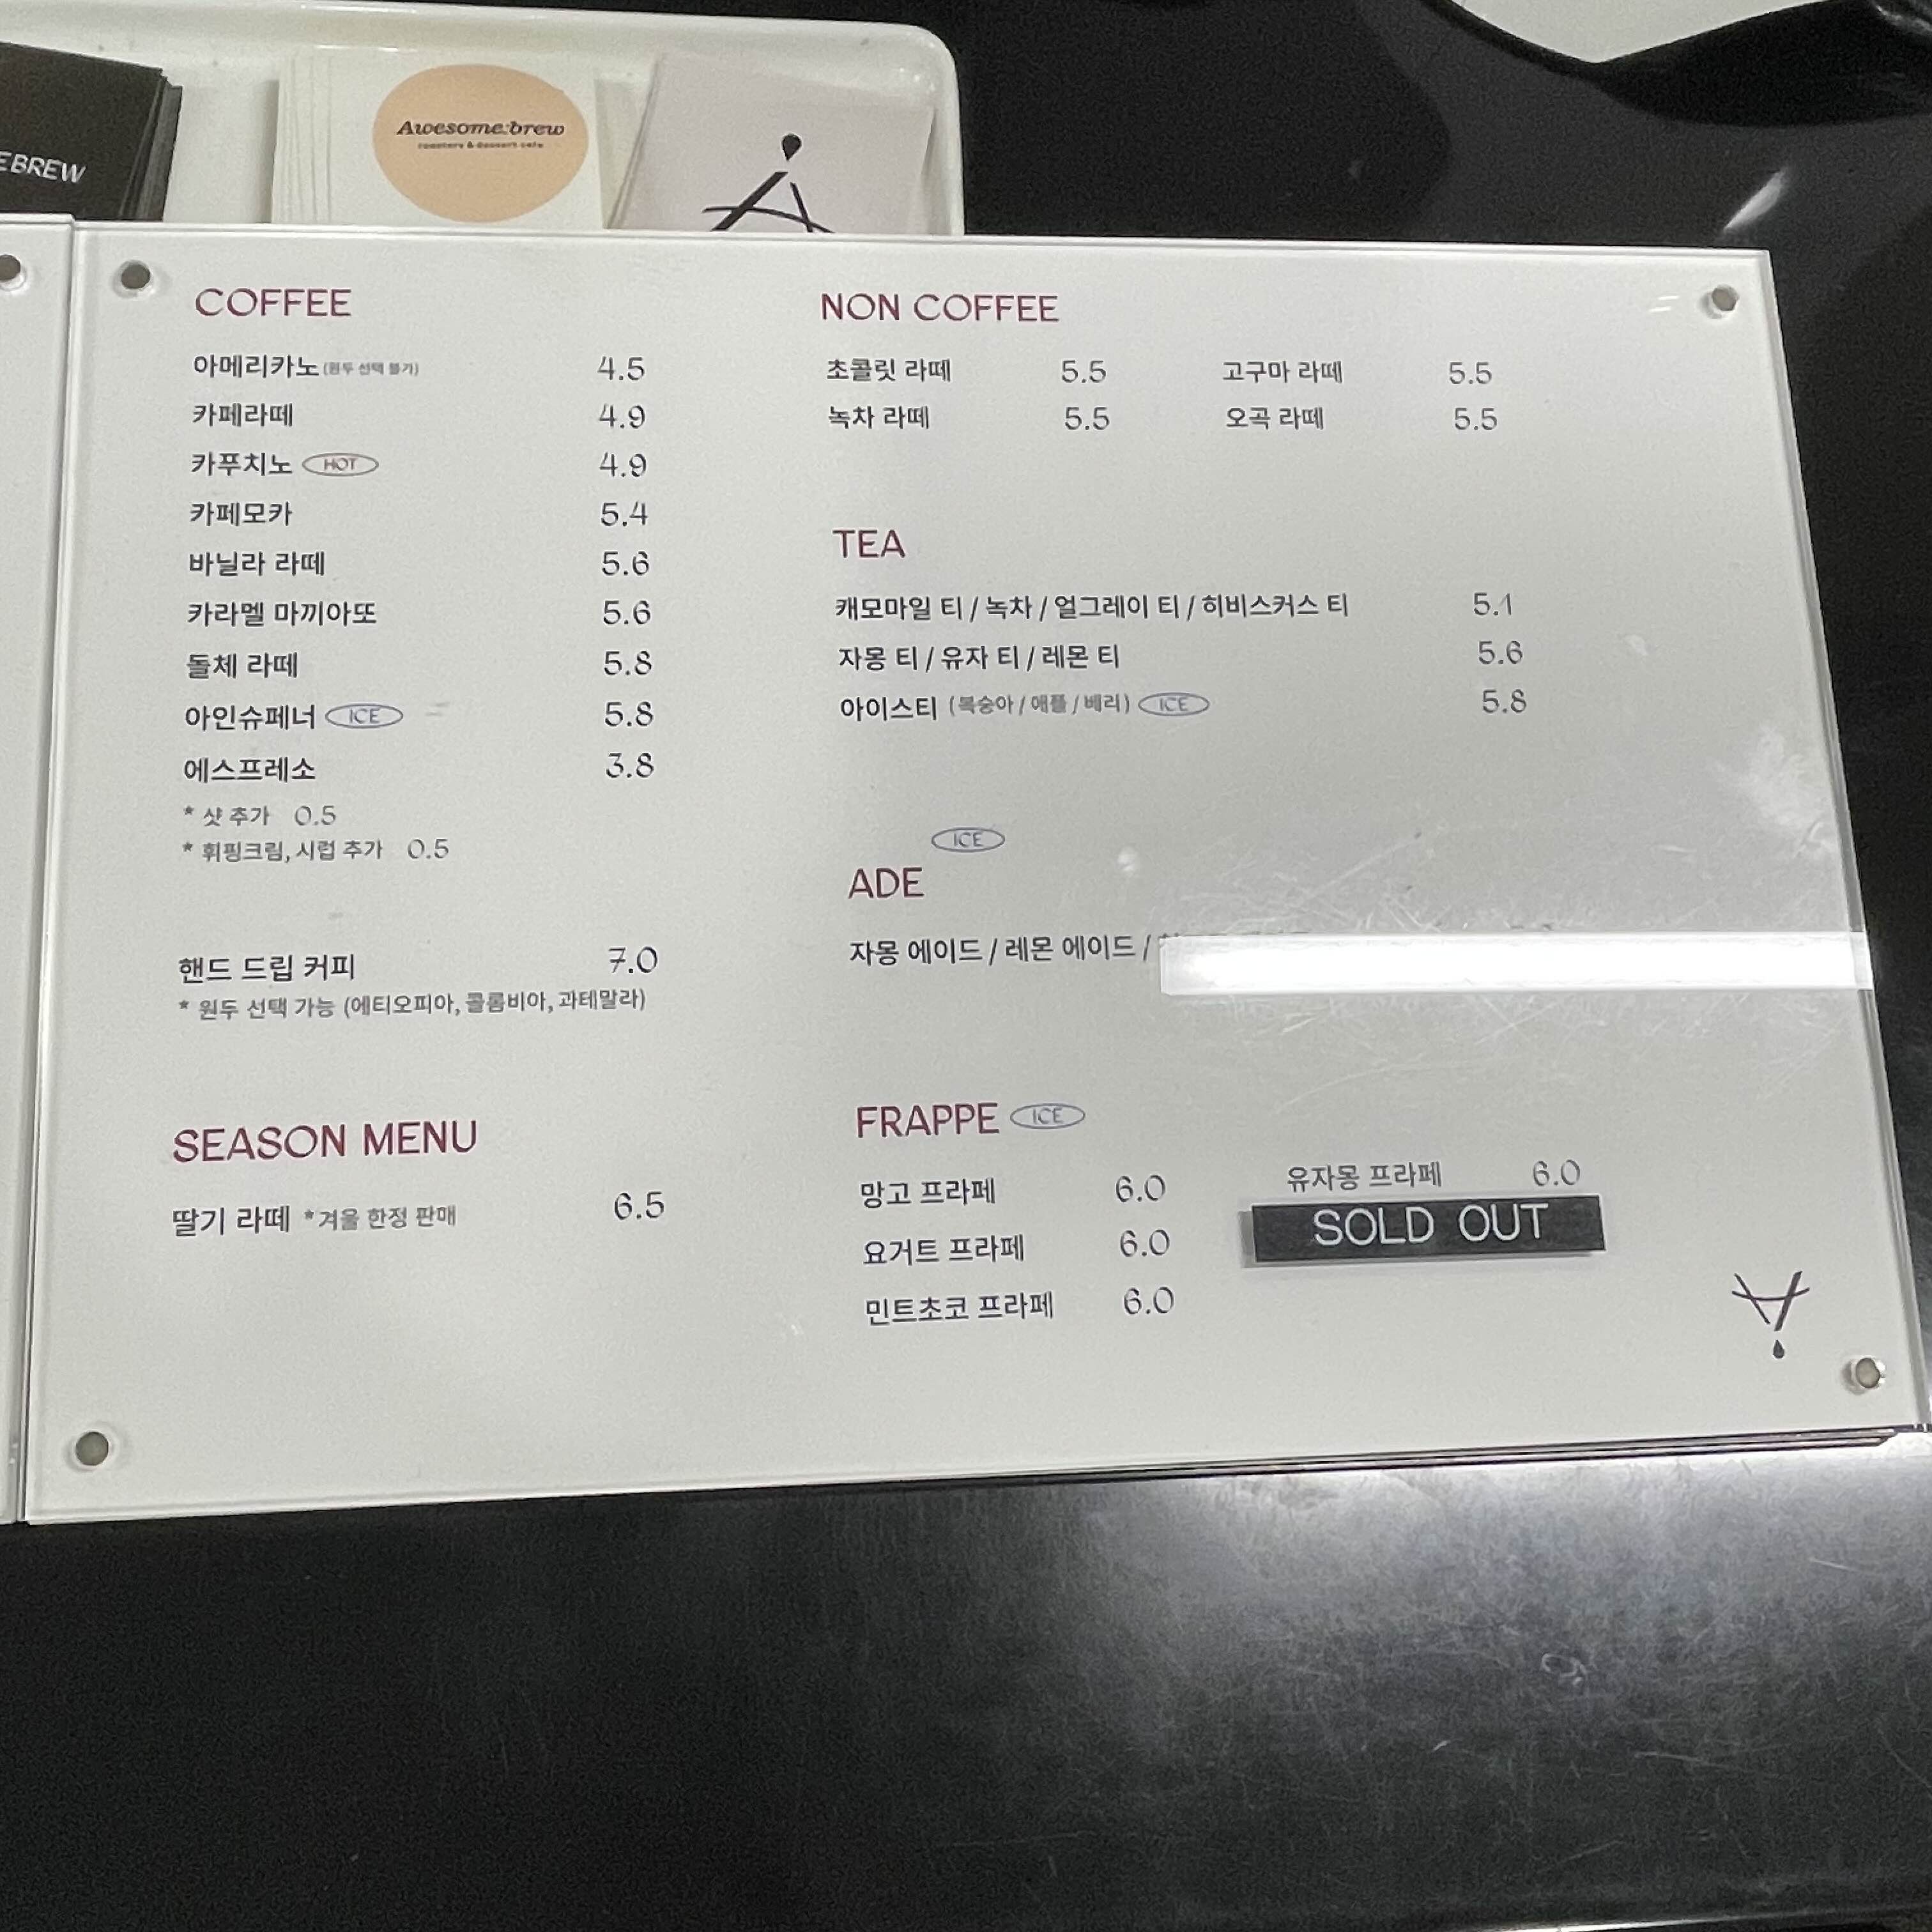 EBREW
Awesome:brew
roastery & dessert cafe
COFFEE
아메리카노 (원두 선택 불가) 4.5
카페라떼 4.9
카푸치노 HOT 4.9
카페모카 5.4
바닐라 라떼 5.6
카라멜 마끼아또 5.6
돌체 라떼 5.8
아인슈페너 ICE 5.8
에스프레소 3.8
* 샷 추가 0.5
* 휘핑크림, 시럽 추가 0.5
핸드 드립 커피 7.0
* 원두 선택 가능 (에티오피아, 콜롬비아, 과테말라)
SEASON MENU
딸기 라떼 *겨울 한정 판매 6.5
NON COFFEE
초콜릿 라떼 5.5 고구마 라떼 5.5
녹차 라떼 5.5 오곡 라떼 5.5
TEA
캐모마일 티 / 녹차 / 얼그레이 티 / 히비스커스 티 5.1
자몽 티 / 유자 티 / 레몬 티 5.6
아이스티 (복숭아 / 애플 / 베리) ICE 5.8
ICE
ADE
자몽 에이드 / 레몬 에이드 /
FRAPPE ICE
망고 프라페 6.0 유자몽 프라페 6.0
SOLD OUT
요거트 프라페 6.0
민트초코 프라페 6.0